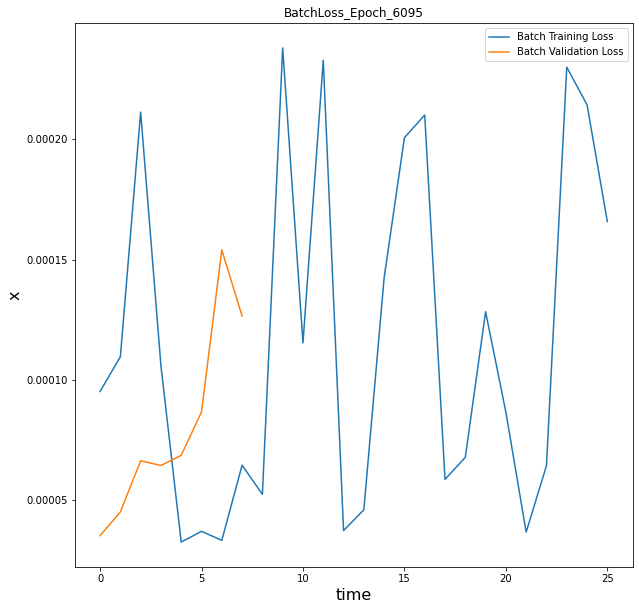 BatchLoss_Epoch_6095
Batch Training Loss
Batch Validation Loss
0.00020
0.00015
0.00010
0.00005
x
0 5 10 15 20 25
time